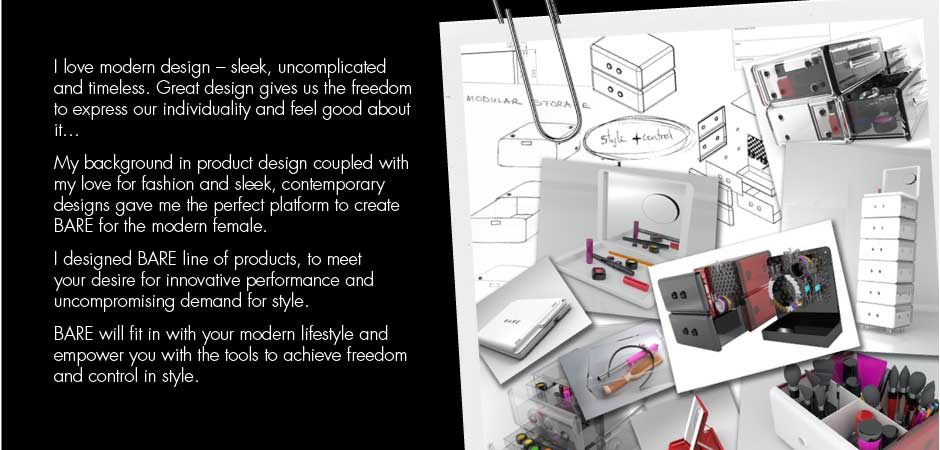 I love modern design – sleek, uncomplicated
and timeless. Great design gives us the freedom
to express our individuality and feel good about
it...
My background in product design coupled with
my love for fashion and sleek, contemporary
designs gave me the perfect platform to create
BARE for the modern female.
I designed BARE line of products, to meet
your desire for innovative performance and
uncompromising demand for style.
BARE will fit in with your modern lifestyle and
empower you with the tools to achieve freedom
and control in style.
MODULAR STORAGE
style + control
BARE